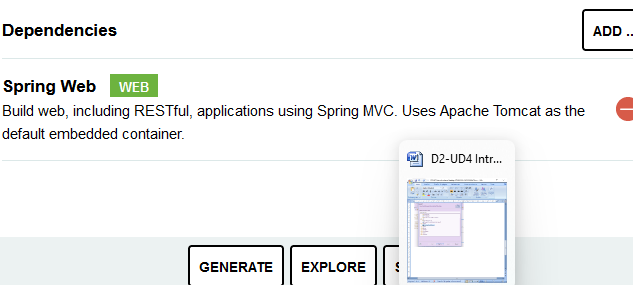 Dependencies
ADD ...
Spring Web WEB
Build web, including RESTful, applications using Spring MVC. Uses Apache Tomcat as the
default embedded container.
D2-UD4 Intr...
GENERATE EXPLORE S